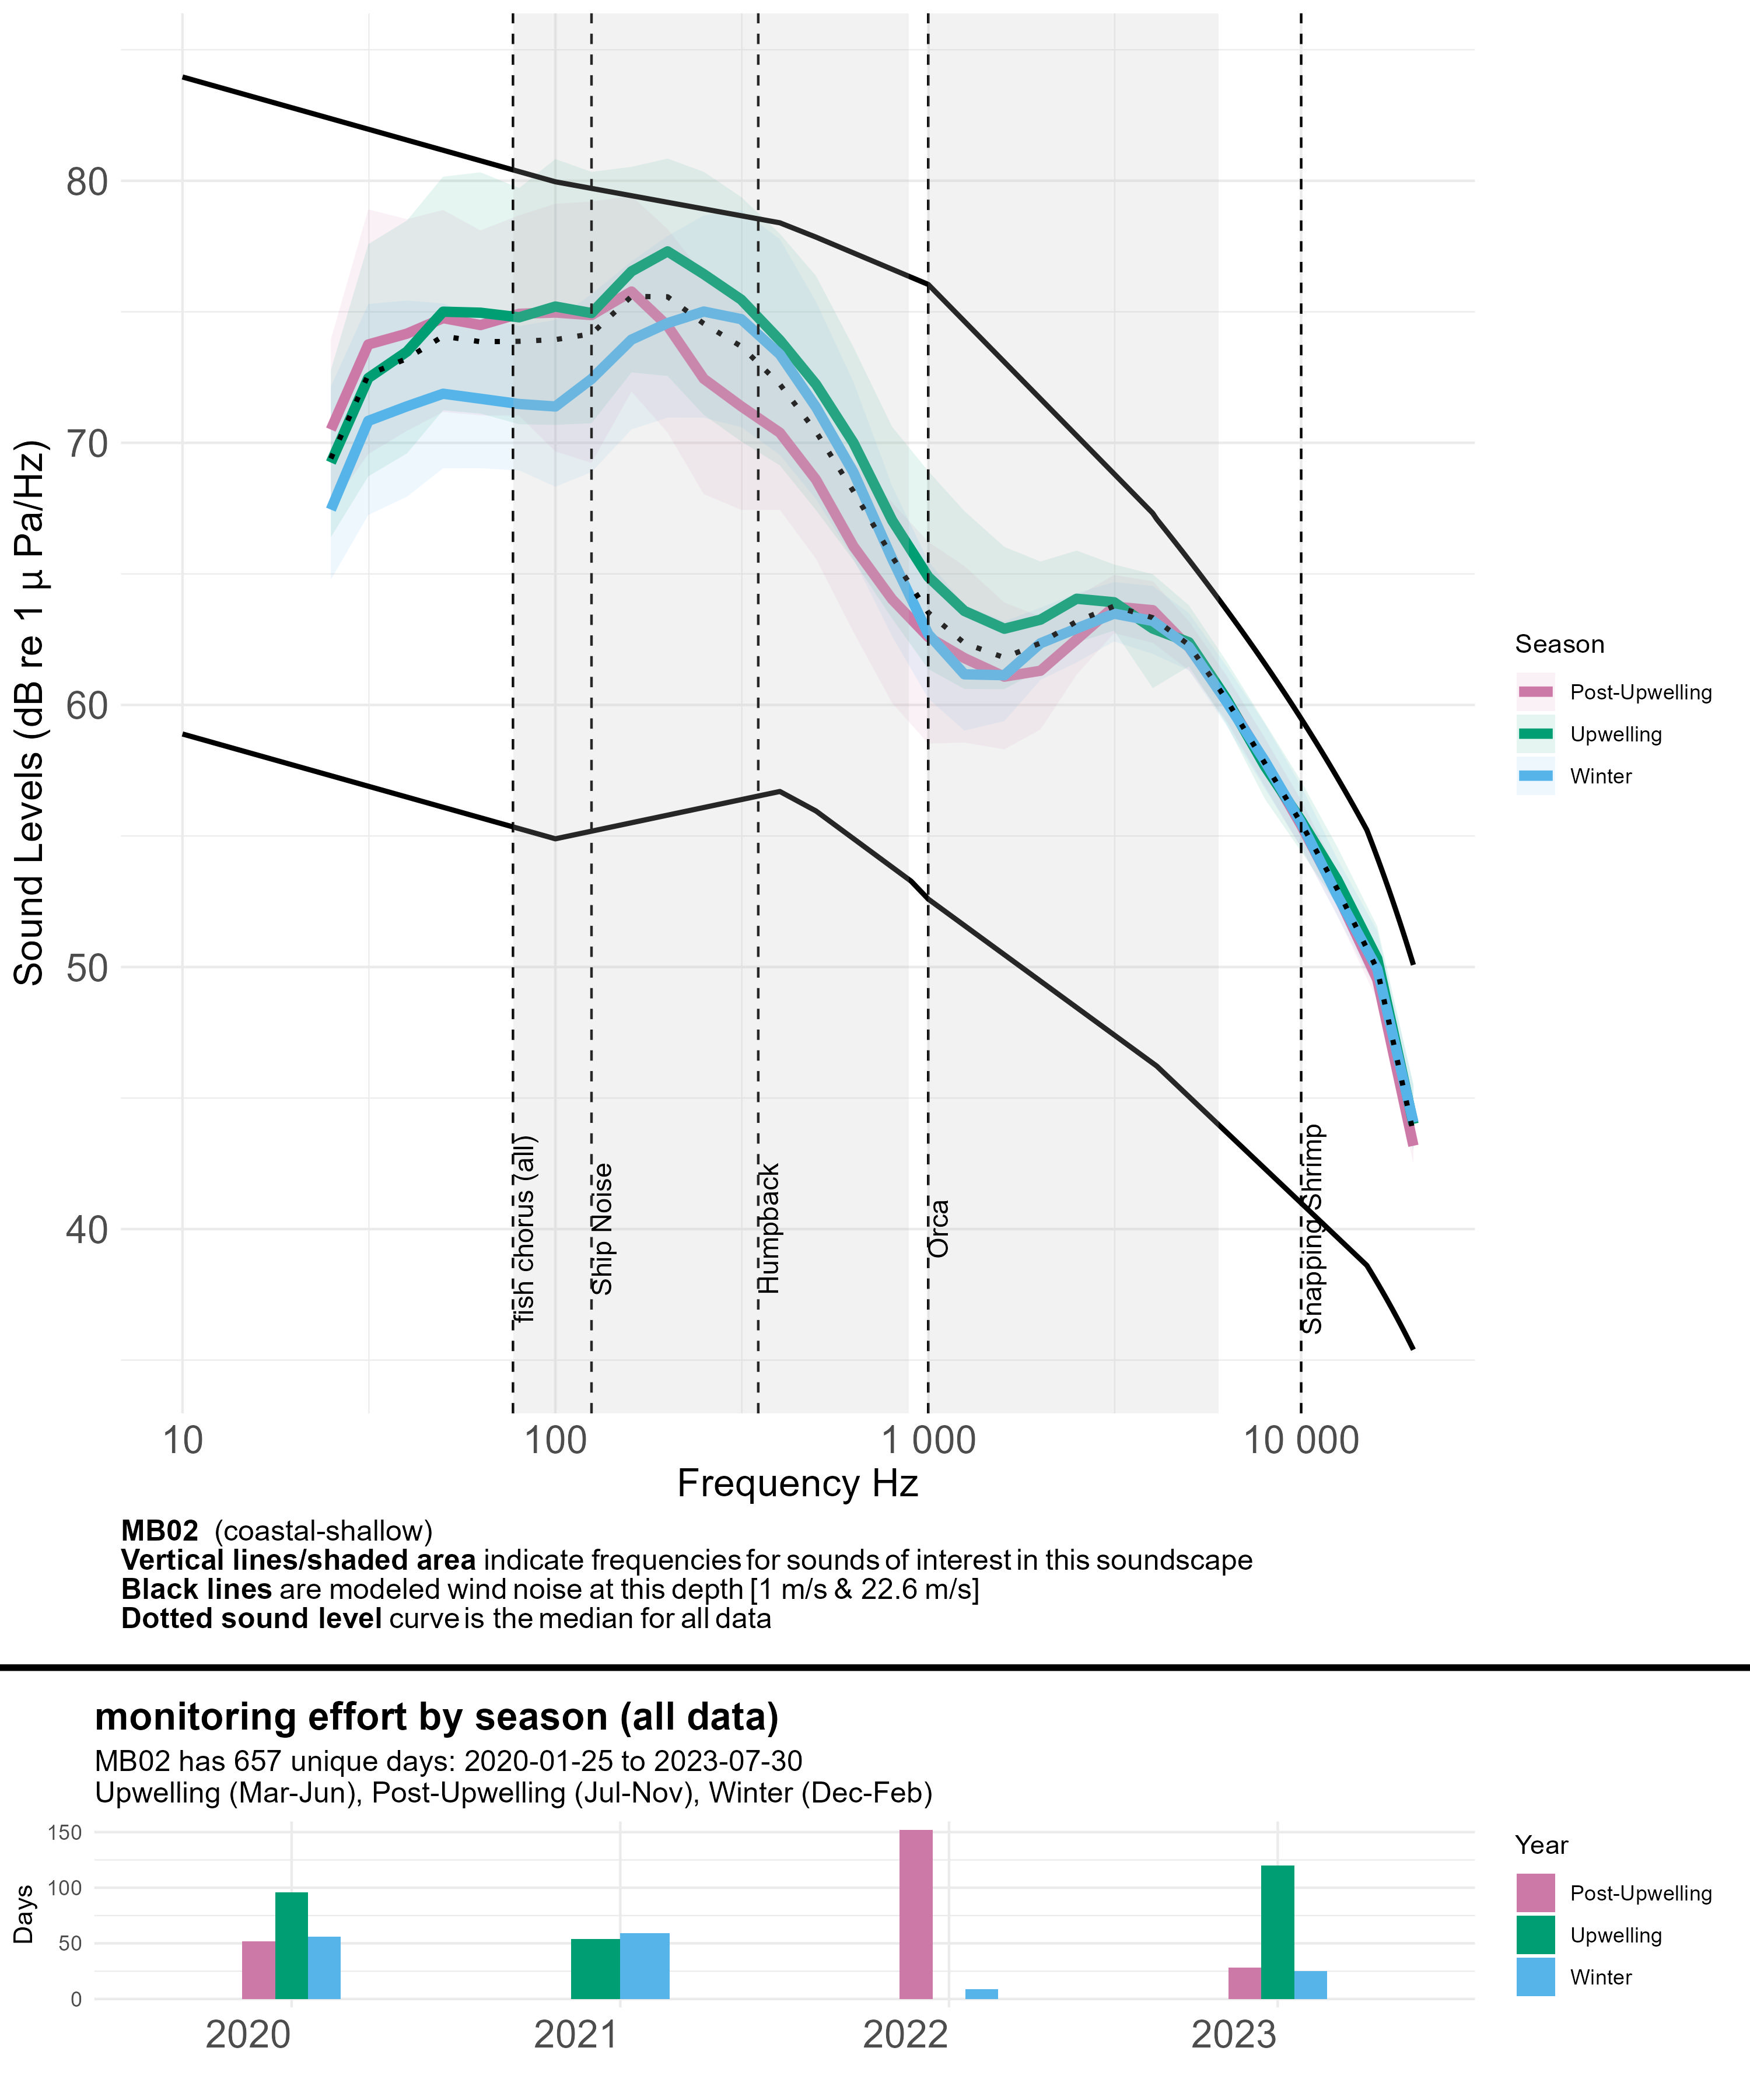 80
70
60
50
40
Sound Levels (dB re 1 µ Pa/Hz)
fish chorus (all)
Ship Noise
Humpback
Orca
Snapping Shrimp
10
100
1 000
10 000
Frequency Hz
Season
Post-Upwelling
Upwelling
Winter
MB02 (coastal-shallow)
Vertical lines/shaded area indicate frequencies for sounds of interest in this soundscape
Black lines are modeled wind noise at this depth [1 m/s & 22.6 m/s]
Dotted sound level curve is the median for all data
monitoring effort by season (all data)
MB02 has 657 unique days: 2020-01-25 to 2023-07-30
Upwelling (Mar-Jun), Post-Upwelling (Jul-Nov), Winter (Dec-Feb)
150
100
50
0
Days
2020
2021
2022
2023
Year
Post-Upwelling
Upwelling
Winter